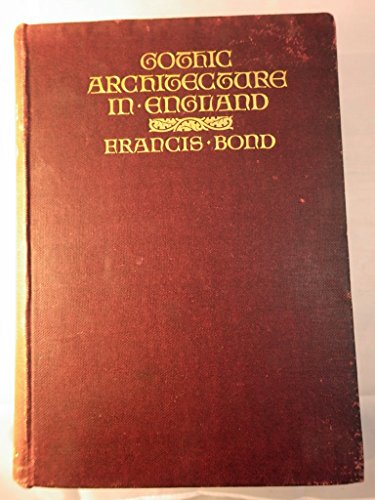 GOTHIC
ARCHITECTURE
IN·ENGLAND
FRANCIS·BOND